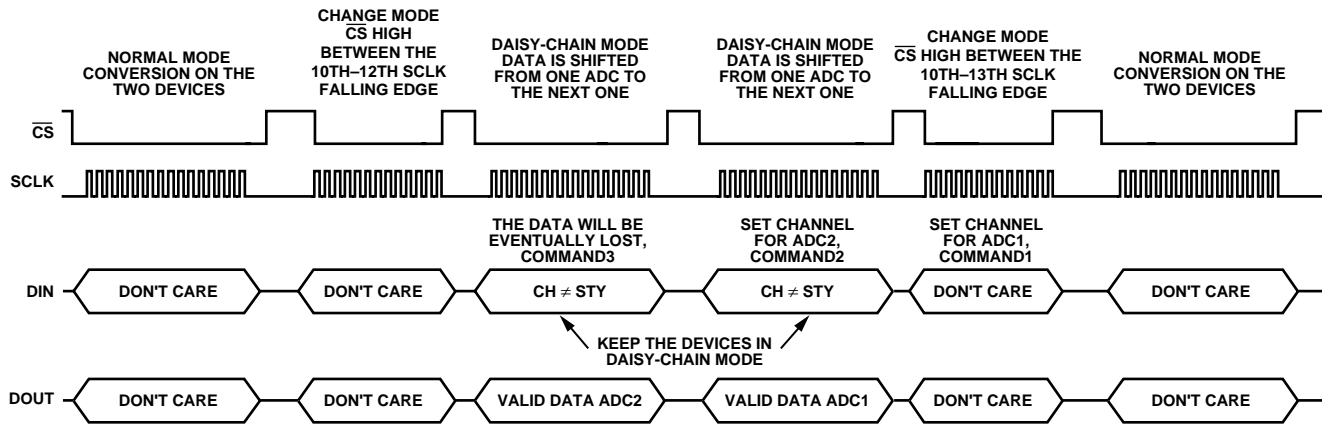 NORMAL MODE
CONVERSION ON THE
TWO DEVICES
CHANGE MODE
CS HIGH
BETWEEN THE
10TH–12TH SCLK
FALLING EDGE
DAISY-CHAIN MODE
DATA IS SHIFTED
FROM ONE ADC TO
THE NEXT ONE
DAISY-CHAIN MODE
DATA IS SHIFTED
FROM ONE ADC TO
THE NEXT ONE
CHANGE MODE
CS HIGH BETWEEN THE
10TH–13TH SCLK
FALLING EDGE
NORMAL MODE
CONVERSION ON THE
TWO DEVICES
CS
SCLK
THE DATA WILL BE
EVENTUALLY LOST,
COMMAND3
SET CHANNEL
FOR ADC2,
COMMAND2
SET CHANNEL
FOR ADC1,
COMMAND1
DIN
DON'T CARE
DON'T CARE
CH ≠ STY
CH ≠ STY
DON'T CARE
DON'T CARE
KEEP THE DEVICES IN
DAISY-CHAIN MODE
DOUT
DON'T CARE
DON'T CARE
VALID DATA ADC2
VALID DATA ADC1
DON'T CARE
DON'T CARE